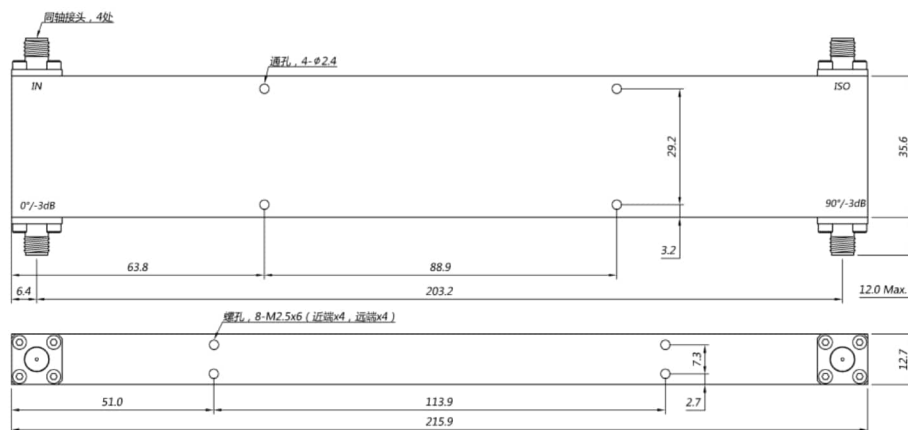 同轴接头，4处
通孔，4-Φ2.4
IN
ISO
29.2
35.6
0°/-3dB
90°/-3dB
3.2
63.8
88.9
6.4
203.2
12.0 Max.
螺孔，8-M2.5x6（近端x4，远端x4）
7.3
12.7
51.0
113.9
2.7
215.9